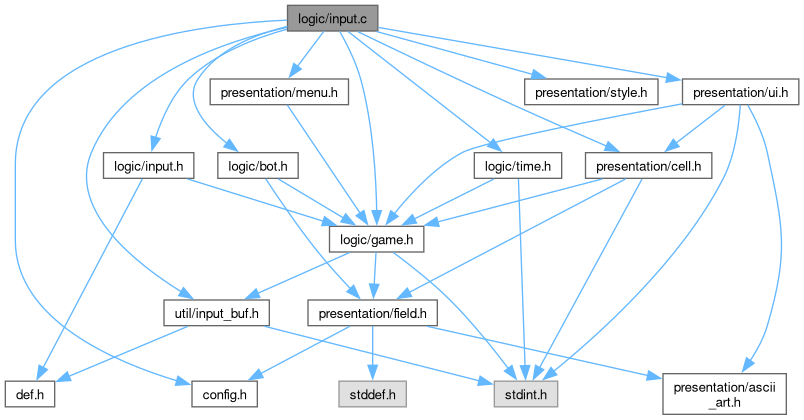 logic/input.c
presentation/menu.h
presentation/style.h
presentation/ui.h
logic/input.h
logic/bot.h
logic/time.h
presentation/cell.h
logic/game.h
util/input_buf.h
presentation/field.h
def.h
config.h
stddef.h
stdint.h
presentation/ascii
_art.h